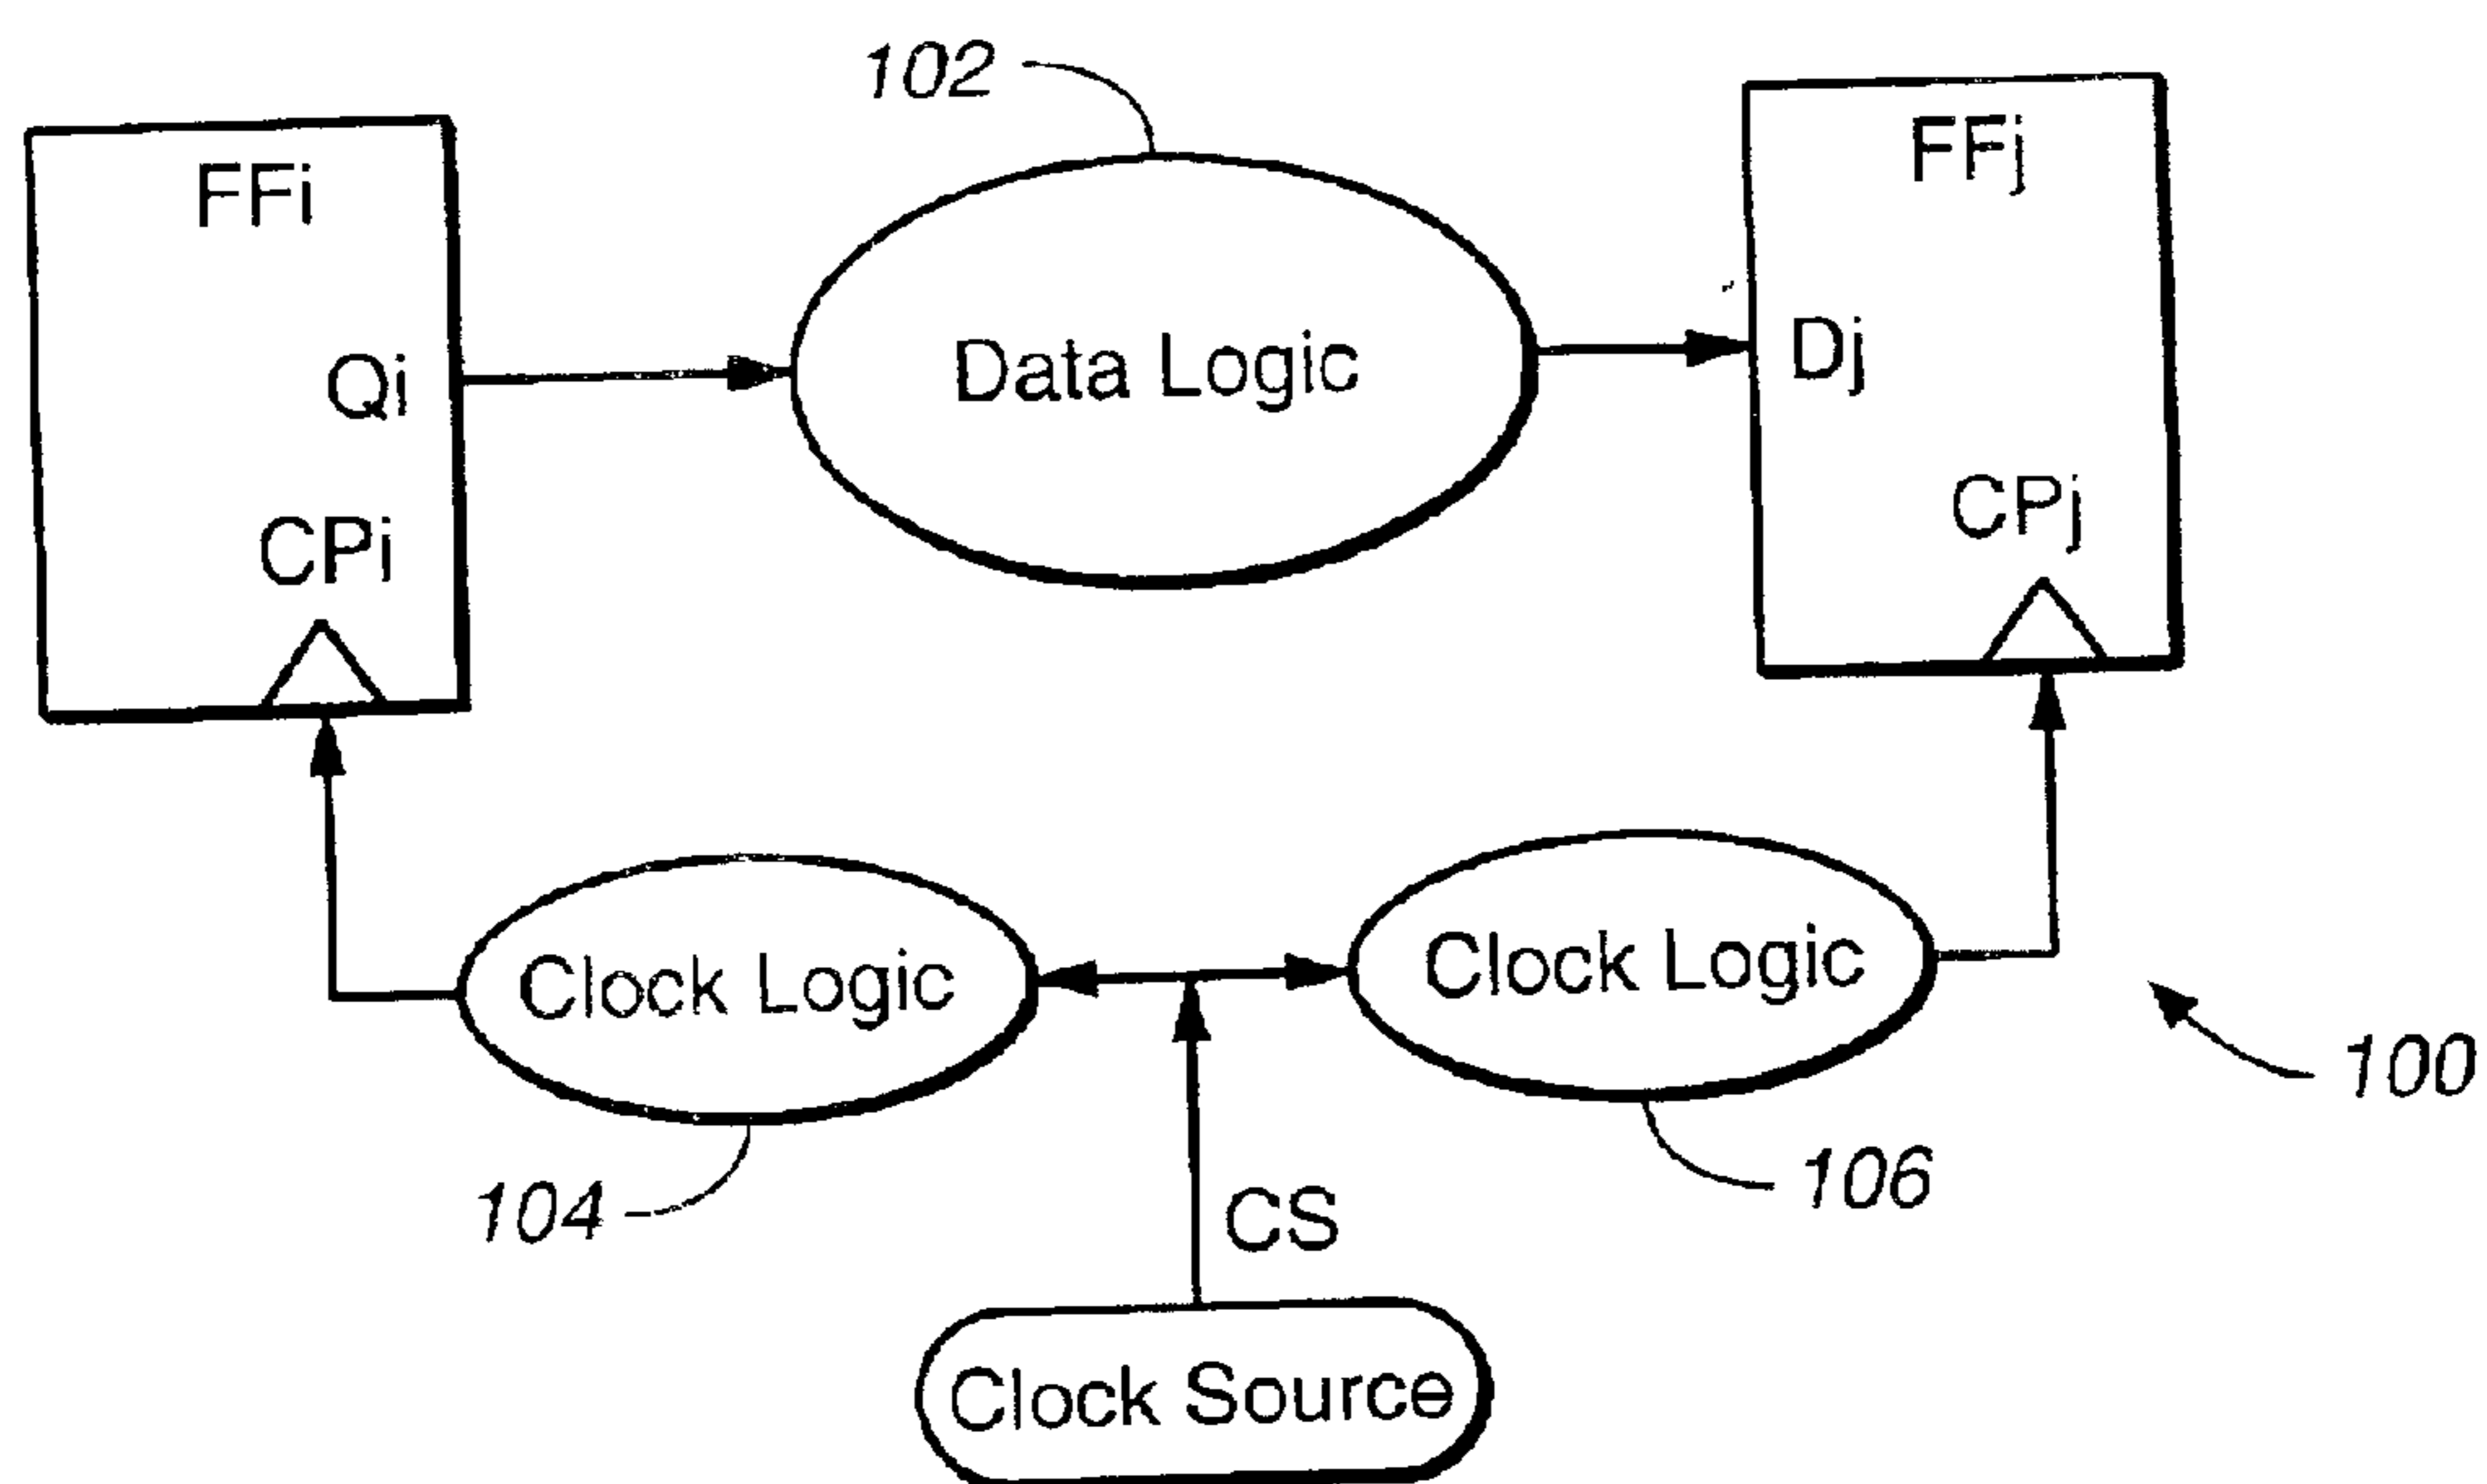 102
FFi
FFj
Qi
Data Logic
Dj
CPi
CPj
Clock Logic
Clock Logic
100
104
106
CS
Clock Source